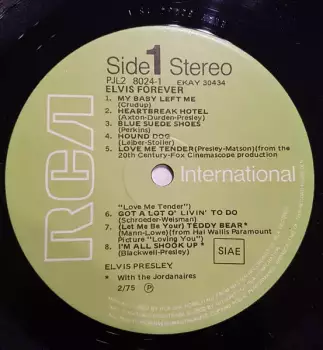 Side 1 Stereo
PJL2 8024-1 EKAY 30434
ELVIS FOREVER
1. MY BABY LEFT ME
(Crudup)
2. HEARTBREAK HOTEL
(Axton-Durden-Presley)
3. BLUE SUEDE SHOES
(Perkins)
4. HOUND DOG
(Leiber-Stoller)
5. LOVE ME TENDER(Presley-Matson)(from the
20th Century-Fox Cinemascope production
RCA
International
"Love Me Tender")
6. GOT A LOT O' LIVIN' TO DO
(Schroeder-Weisman)
7. (Let Me Be Your) TEDDY BEAR*
(Mann-Lowe)(from Hal Wallis Paramount
Picture "Loving You")
8. I'M ALL SHOOK UP*
(Blackwell-Presley)
SIAE
ELVIS PRESLEY
* With the Jordanaires
2/75 Ⓟ